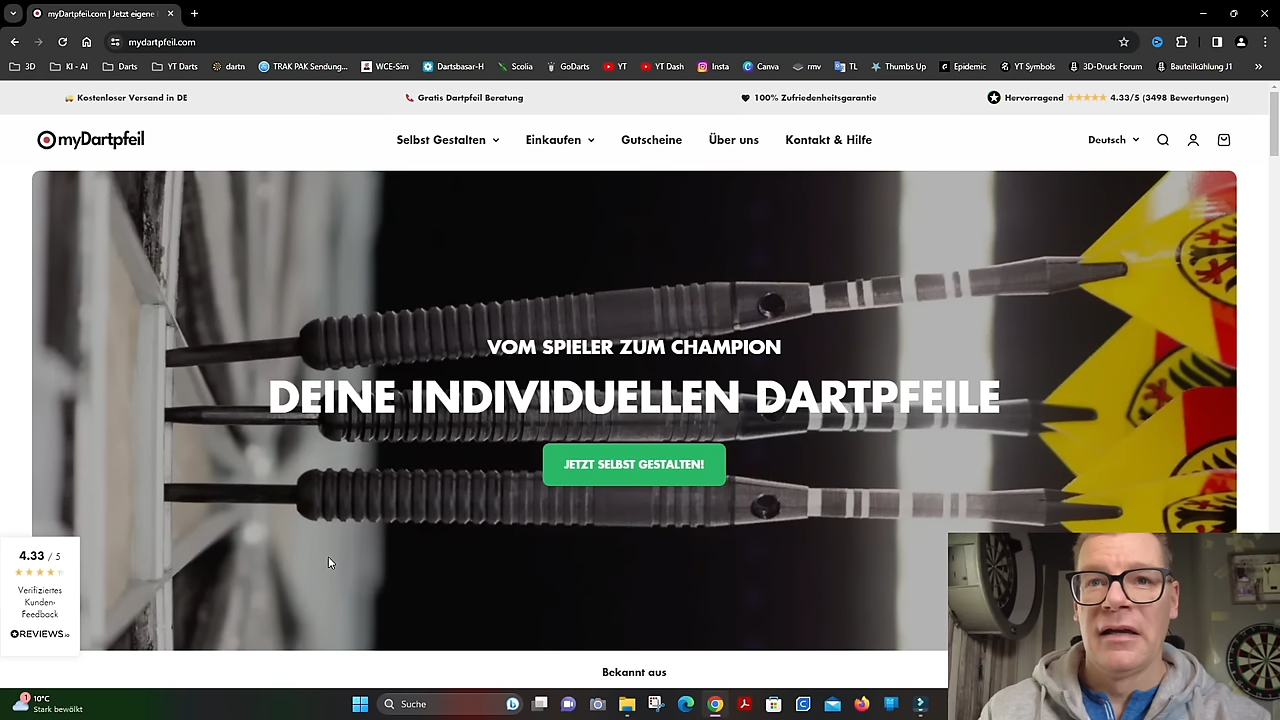 myDartpfeil.com | Jetzt eigene
mydartpfeil.com
3D
KI - AI
Darts
YT Darts
dartn
TRAK PAK Sendung...
WCE-Sim
Dartsbasar-H
Scolia
GoDarts
YT
YT Dash
Insta
Canva
rmv
TL
Thumbs Up
Epidemic
YT Symbols
3D-Druck Forum
Bauteilkühlung J1
Kostenloser Versand in DE
Gratis Dartpfeil Beratung
100% Zufriedenheitsgarantie
Hervorragend 4.33/5 (3498 Bewertungen)
myDartpfeil
Selbst Gestalten
Einkaufen
Gutscheine
Über uns
Kontakt & Hilfe
Deutsch
VOM SPIELER ZUM CHAMPION
DEINE INDIVIDUELLEN DARTPFEILE
JETZT SELBST GESTALTEN!
4.33 / 5
Verifiziertes
Kunden-
Feedback
REVIEWS.io
Bekannt aus
1
10°C
Stark bewölkt
Suche